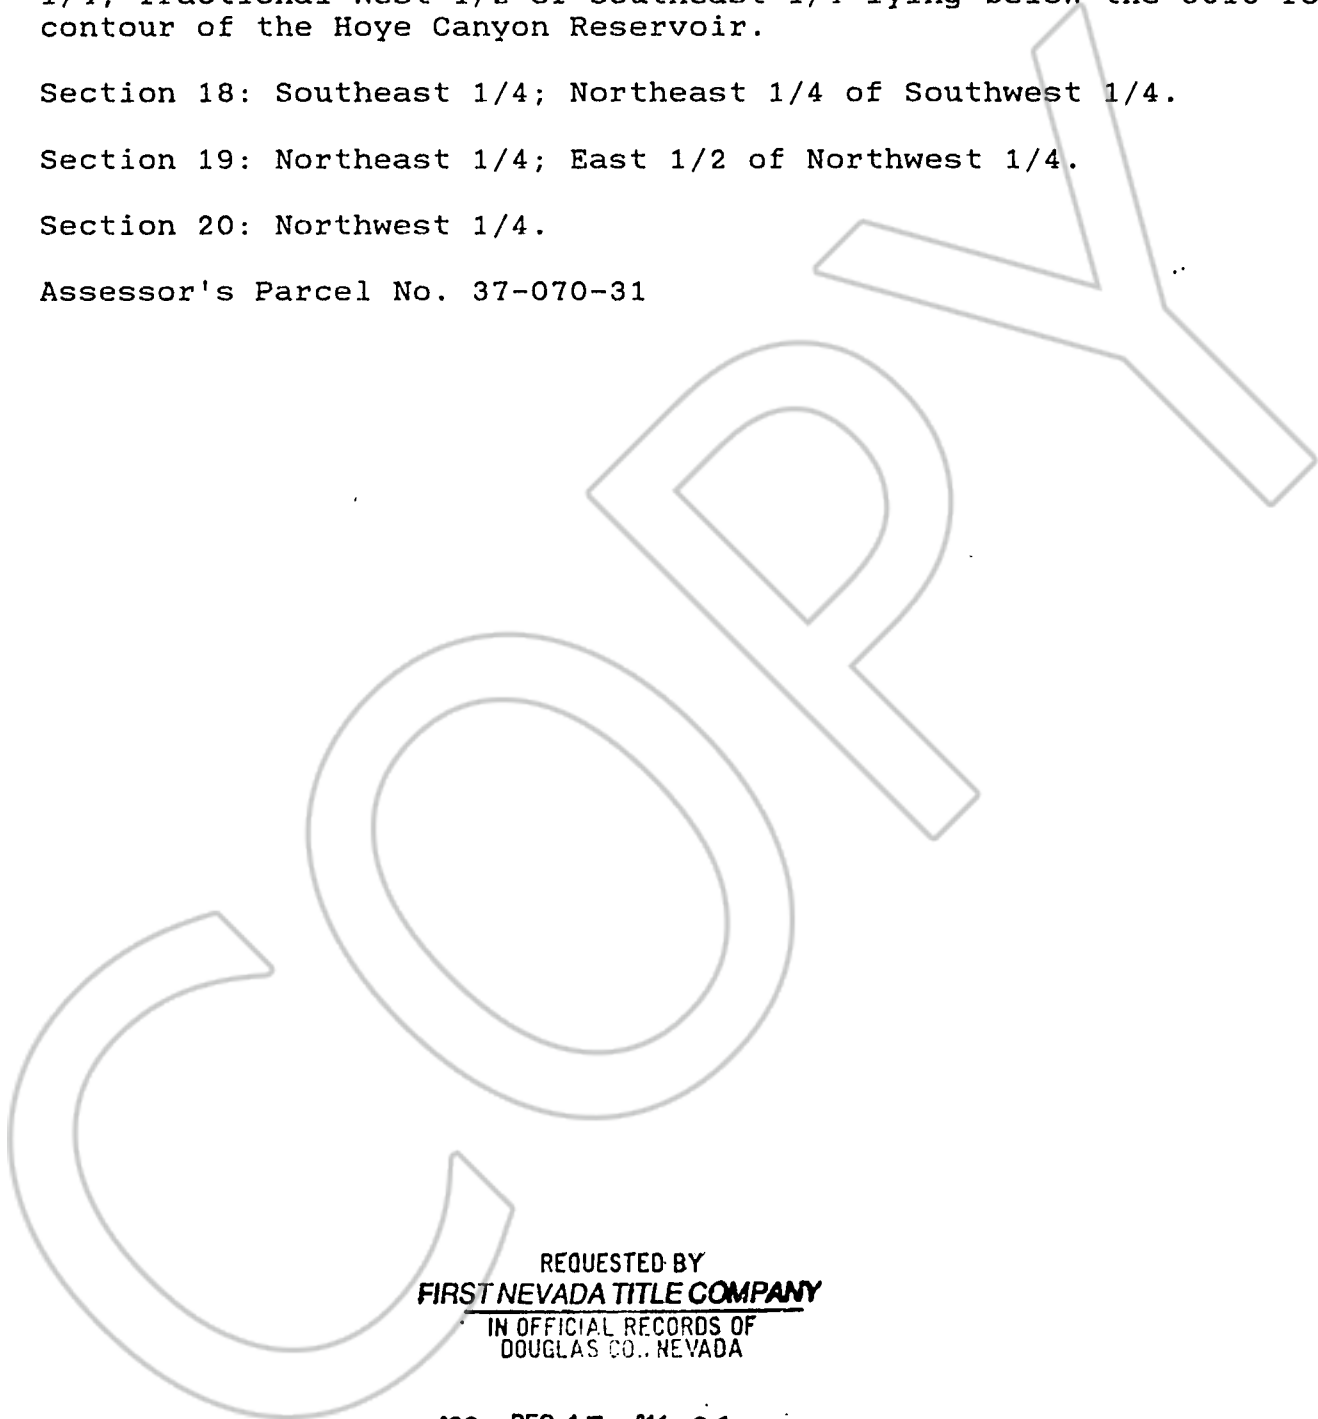 contour of the Hoye Canyon Reservoir.
Section 18: Southeast 1/4; Northeast 1/4 of Southwest 1/4.
Section 19: Northeast 1/4; East 1/2 of Northwest 1/4.
Section 20: Northwest 1/4.
Assessor's Parcel No. 37-070-31
COPY
REQUESTED BY
FIRST NEVADA TITLE COMPANY
IN OFFICIAL RECORDS OF
DOUGLAS CO., NEVADA